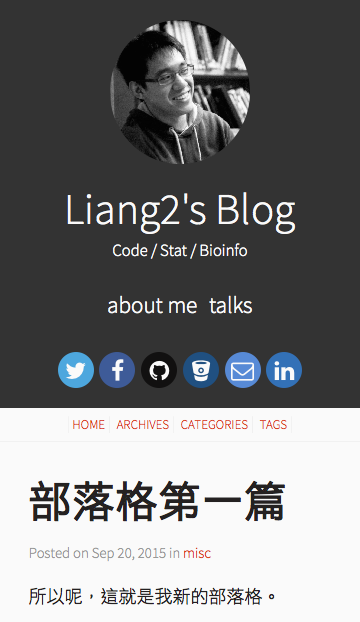 Liang2's Blog
Code / Stat / Bioinfo
about me talks
HOME ARCHIVES CATEGORIES TAGS
部落格第一篇
Posted on Sep 20, 2015 in misc
所以呢，這就是我新的部落格。